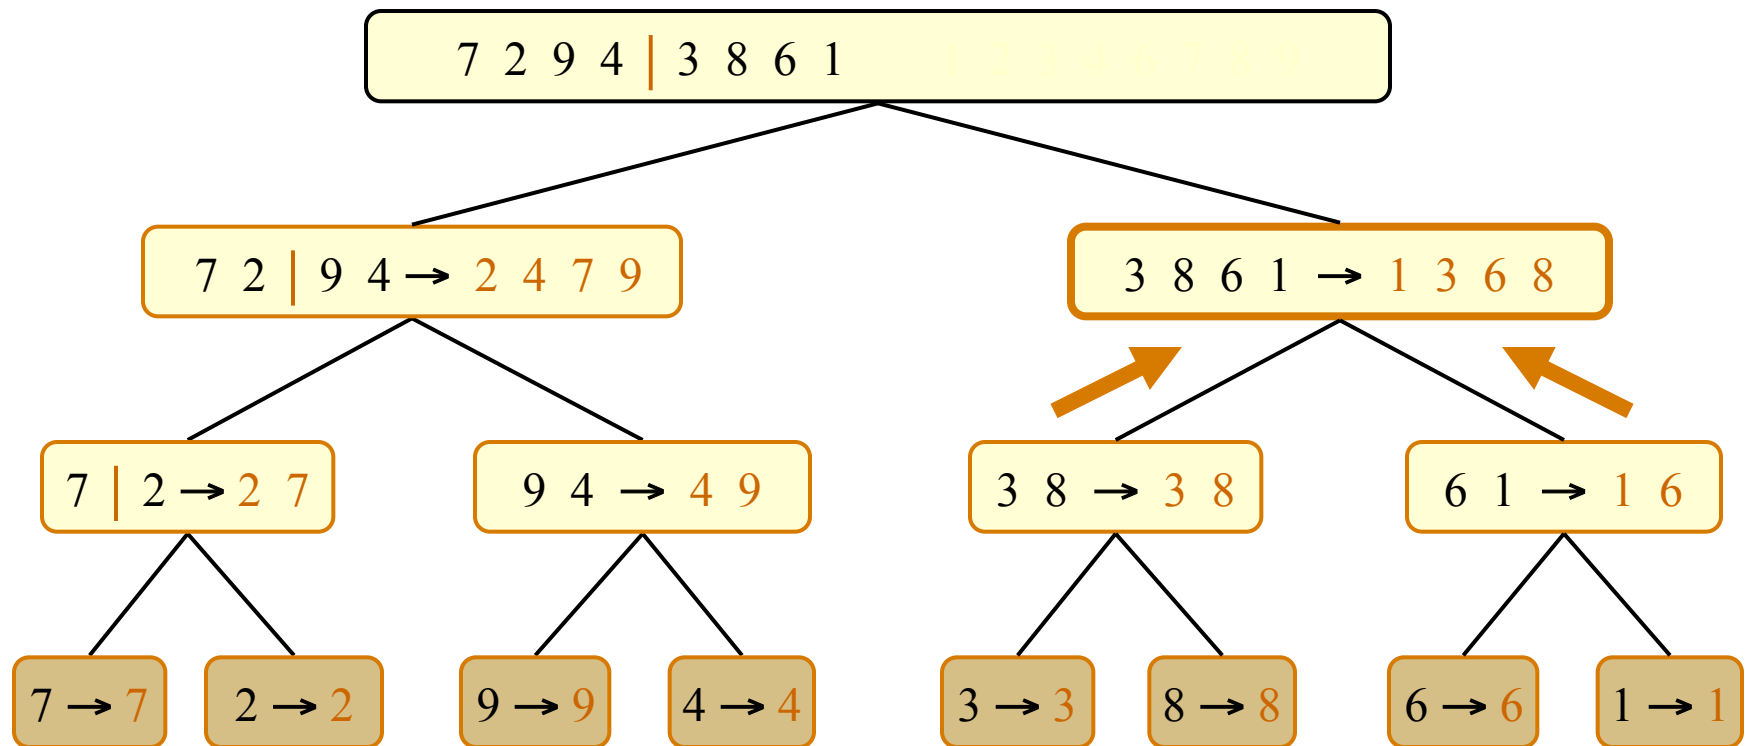 7 2 9 4 | 3 8 6 1
7 2 | 9 4 → 2 4 7 9
3 8 6 1 → 1 3 6 8
7 | 2 → 2 7
9 4 → 4 9
3 8 → 3 8
6 1 → 1 6
7 → 7
2 → 2
9 → 9
4 → 4
3 → 3
8 → 8
6 → 6
1 → 1